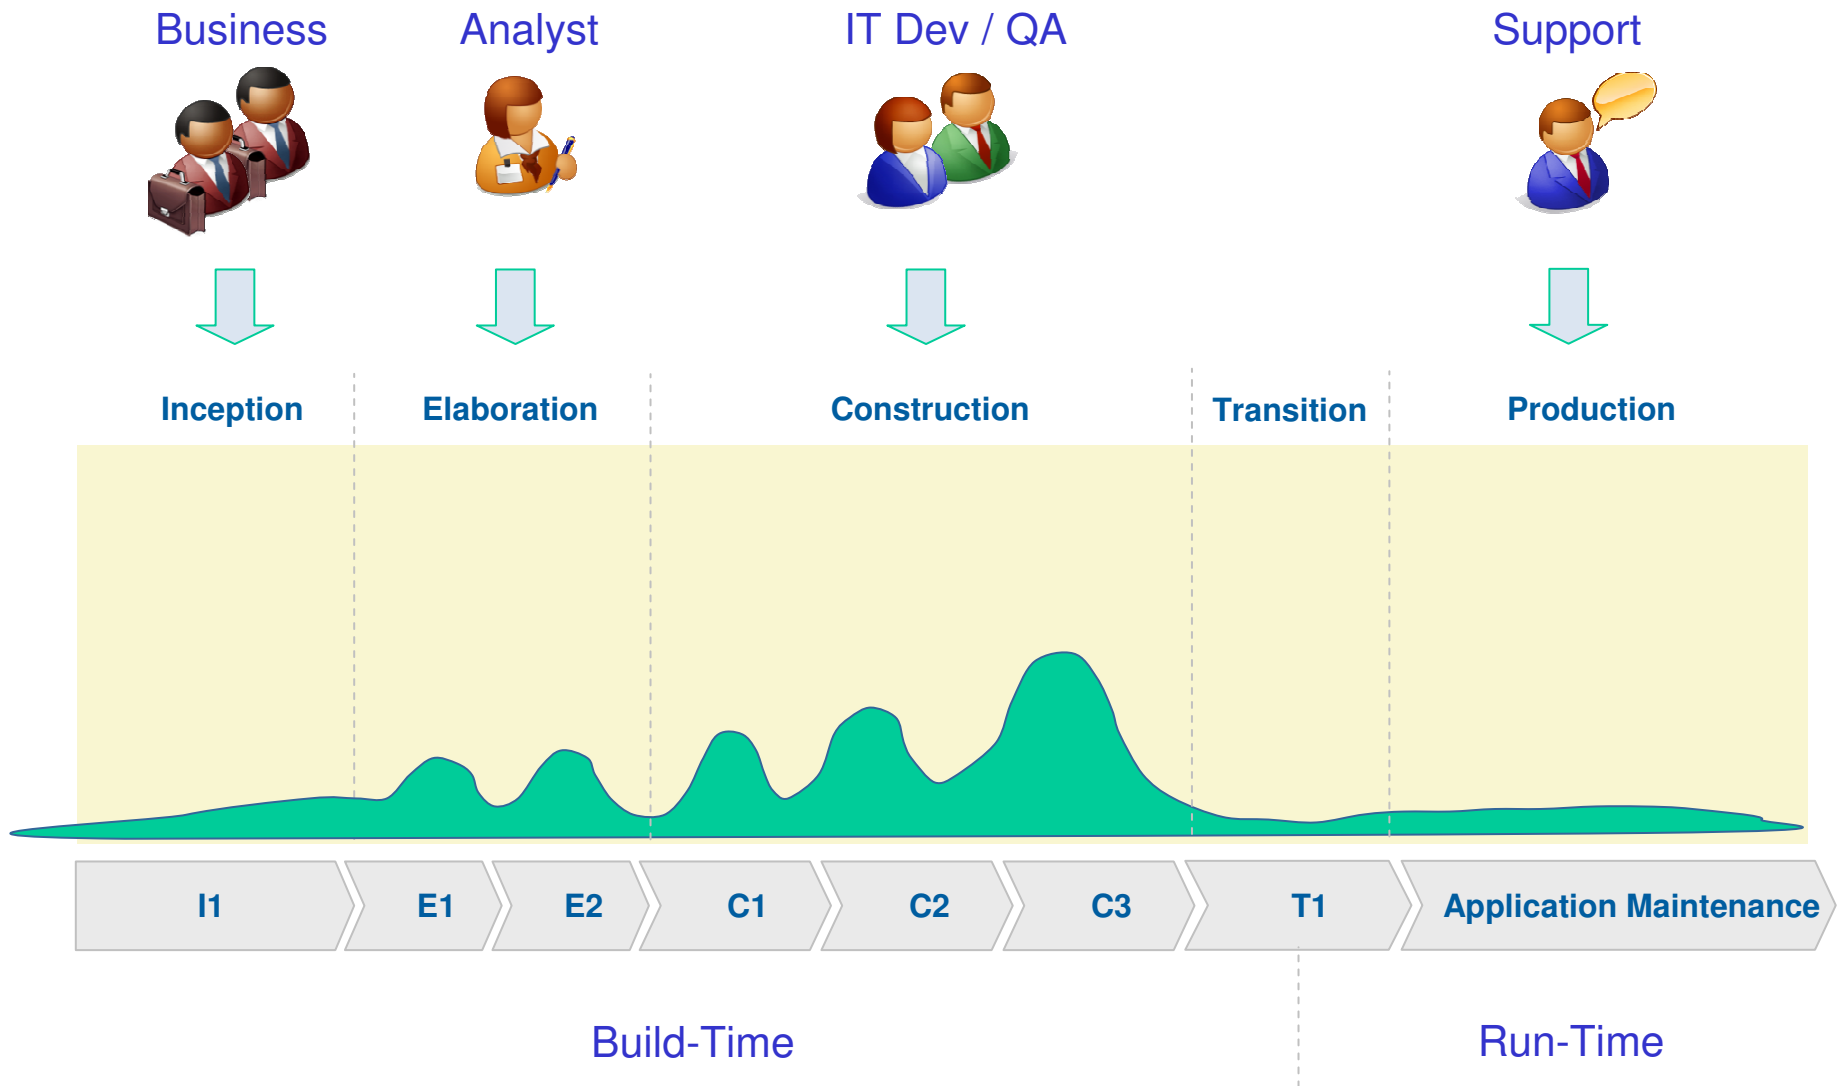 Business
Analyst
IT Dev / QA
Support
Inception
Elaboration
Construction
Transition
Production
I1
E1
E2
C1
C2
C3
T1
Application Maintenance
Build-Time
Run-Time